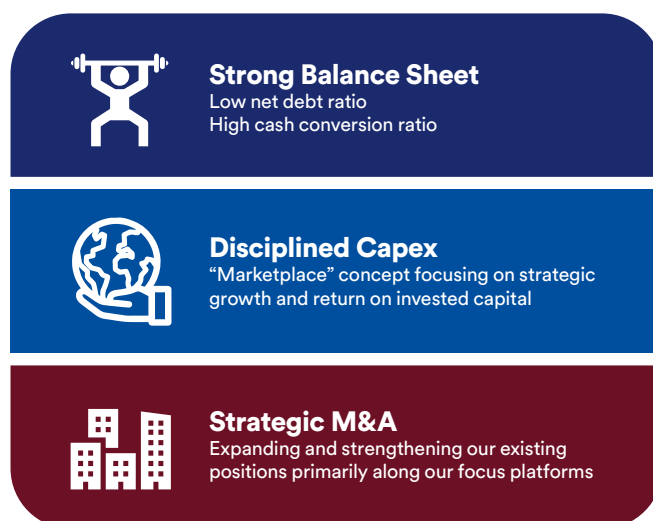 Strong Balance Sheet
Low net debt ratio
High cash conversion ratio
Disciplined Capex
“Marketplace” concept focusing on strategic
growth and return on invested capital
Strategic M&A
Expanding and strengthening our existing
positions primarily along our focus platforms